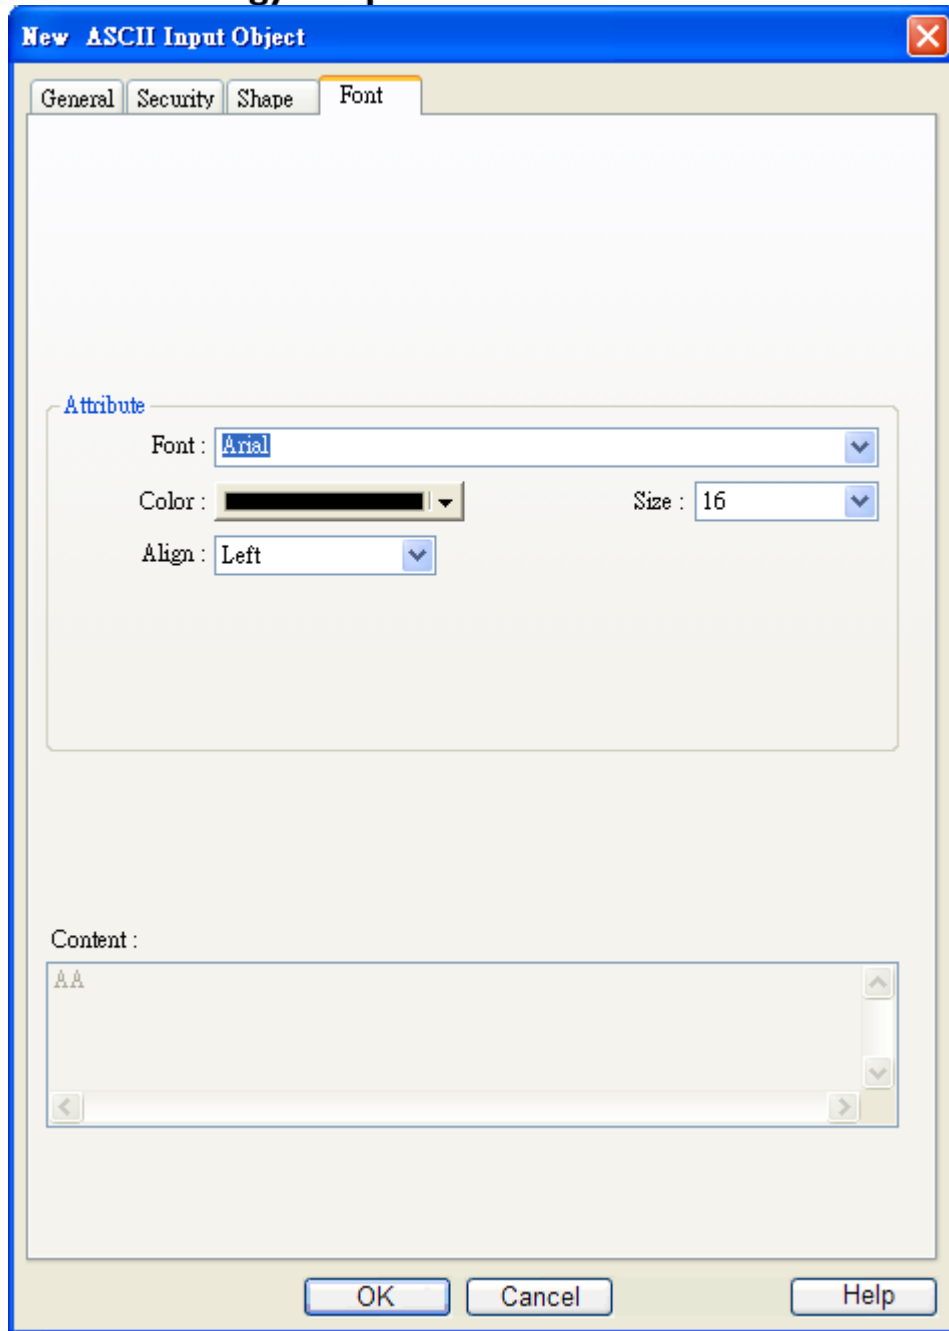 New ASCII Input Object
General Security Shape Font
Attribute
Font : Arial
Color : Size : 16
Align : Left
Content :
AA
OK Cancel Help